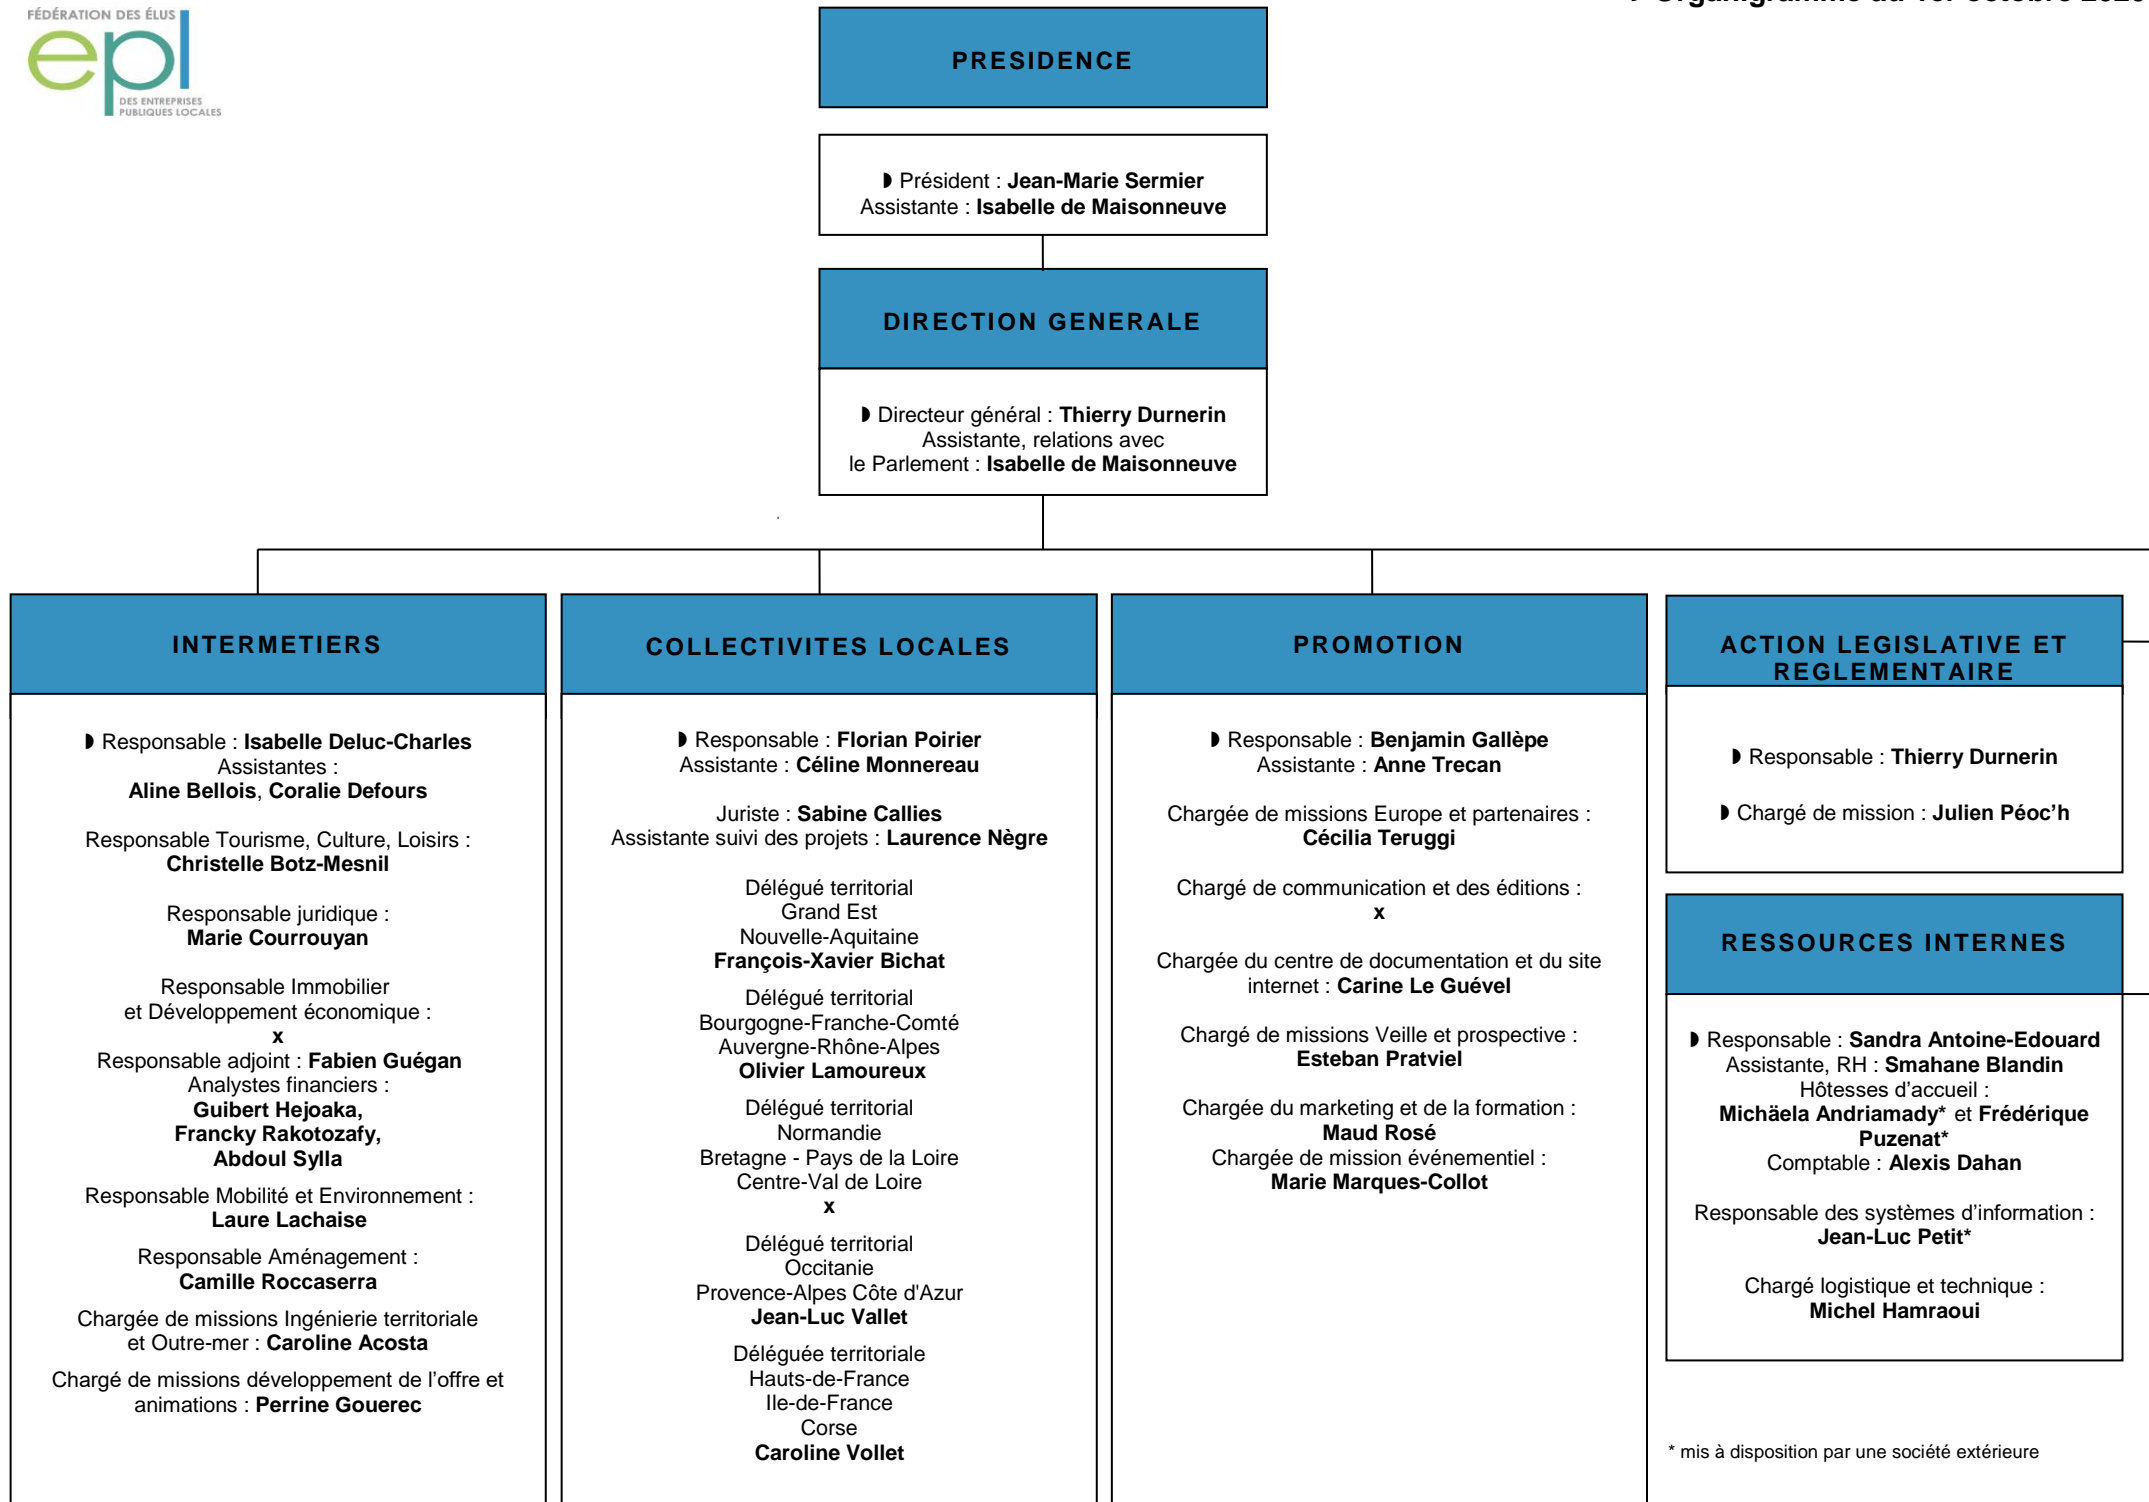 FÉDÉRATION DES ÉLUS
epl
DES ENTREPRISES
PUBLIQUES LOCALES
PRESIDENCE
◗ Président : Jean-Marie Sermier
Assistante : Isabelle de Maisonneuve
DIRECTION GENERALE
◗ Directeur général : Thierry Durnerin
Assistante, relations avec
le Parlement : Isabelle de Maisonneuve
INTERMETIERS
◗ Responsable : Isabelle Deluc-Charles
Assistantes :
Aline Bellois, Coralie Defours
Responsable Tourisme, Culture, Loisirs :
Christelle Botz-Mesnil
Responsable juridique :
Marie Courrouyan
Responsable Immobilier
et Développement économique :
x
Responsable adjoint : Fabien Guégan
Analystes financiers :
Guibert Hejoaka,
Francky Rakotozafy,
Abdoul Sylla
Responsable Mobilité et Environnement :
Laure Lachaise
Responsable Aménagement :
Camille Roccaserra
Chargée de missions Ingénierie territoriale
et Outre-mer : Caroline Acosta
Chargé de missions développement de l’offre et
animations : Perrine Gouerec
COLLECTIVITES LOCALES
◗ Responsable : Florian Poirier
Assistante : Céline Monnereau
Juriste : Sabine Callies
Assistante suivi des projets : Laurence Nègre
Délégué territorial
Grand Est
Nouvelle-Aquitaine
François-Xavier Bichat
Délégué territorial
Bourgogne-Franche-Comté
Auvergne-Rhône-Alpes
Olivier Lamoureux
Délégué territorial
Normandie
Bretagne - Pays de la Loire
Centre-Val de Loire
x
Délégué territorial
Occitanie
Provence-Alpes Côte d'Azur
Jean-Luc Vallet
Déléguée territoriale
Hauts-de-France
Ile-de-France
Corse
Caroline Vollet
PROMOTION
◗ Responsable : Benjamin Gallèpe
Assistante : Anne Trecan
Chargée de missions Europe et partenaires :
Cécilia Teruggi
Chargé de communication et des éditions :
x
Chargée du centre de documentation et du site
internet : Carine Le Guével
Chargé de missions Veille et prospective :
Esteban Pratviel
Chargée du marketing et de la formation :
Maud Rosé
Chargée de mission événementiel :
Marie Marques-Collot
ACTION LEGISLATIVE ET
REGLEMENTAIRE
◗ Responsable : Thierry Durnerin
◗ Chargé de mission : Julien Péoc’h
RESSOURCES INTERNES
◗ Responsable : Sandra Antoine-Edouard
Assistante, RH : Smahane Blandin
Hôtesses d’accueil :
Michäela Andriamady* et Frédérique
Puzenat*
Comptable : Alexis Dahan
Responsable des systèmes d’information :
Jean-Luc Petit*
Chargé logistique et technique :
Michel Hamraoui
* mis à disposition par une société extérieure